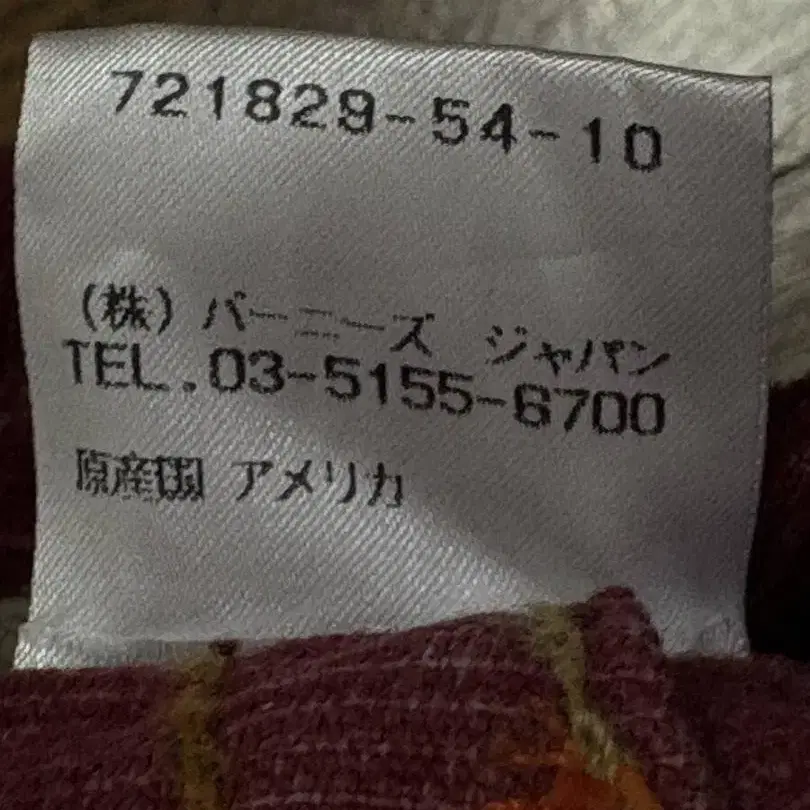 721829-54-10
(株) バーニーズ ジャパン
TEL.03-5155-6700
原産国 アメリカ